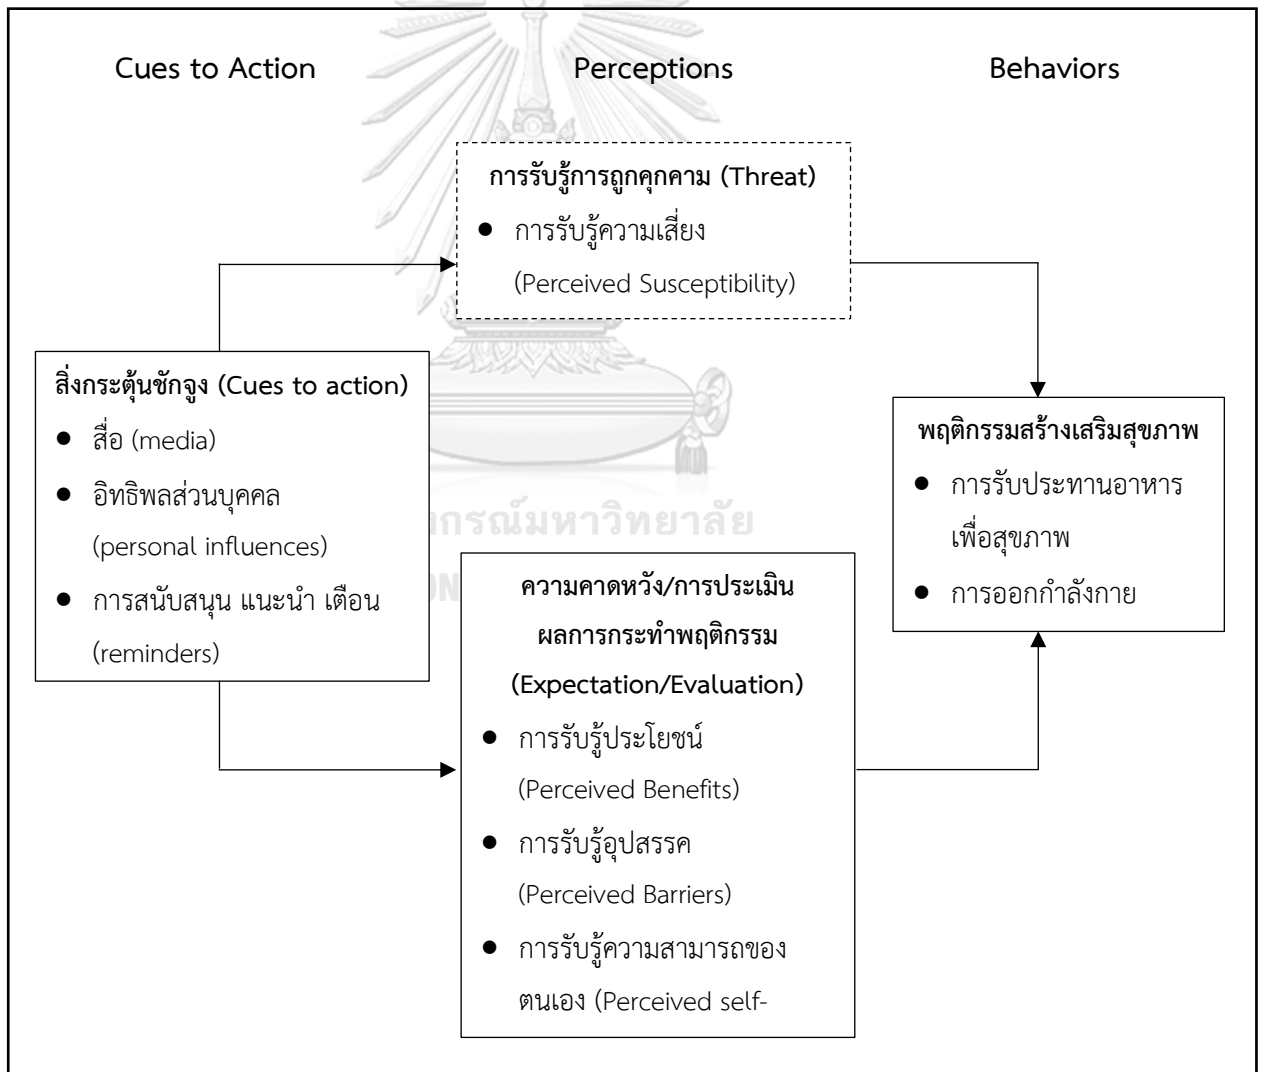 Cues to Action
Perceptions
Behaviors
การรับรู้การถูกคุกคาม (Threat)
● การรับรู้ความเสี่ยง
(Perceived Susceptibility)
สิ่งกระตุ้นชักจูง (Cues to action)
● สื่อ (media)
● อิทธิพลส่วนบุคคล
(personal influences)
● การสนับสนุน แนะนำ เตือน
(reminders)
พฤติกรรมสร้างเสริมสุขภาพ
● การรับประทานอาหาร
เพื่อสุขภาพ
● การออกกำลังกาย
กรณ์มหาวิทยาลัย
ความคาดหวัง/การประเมิน
ผลการกระทำพฤติกรรม
(Expectation/Evaluation)
● การรับรู้ประโยชน์
(Perceived Benefits)
● การรับรู้อุปสรรค
(Perceived Barriers)
● การรับรู้ความสามารถของ
ตนเอง (Perceived self-